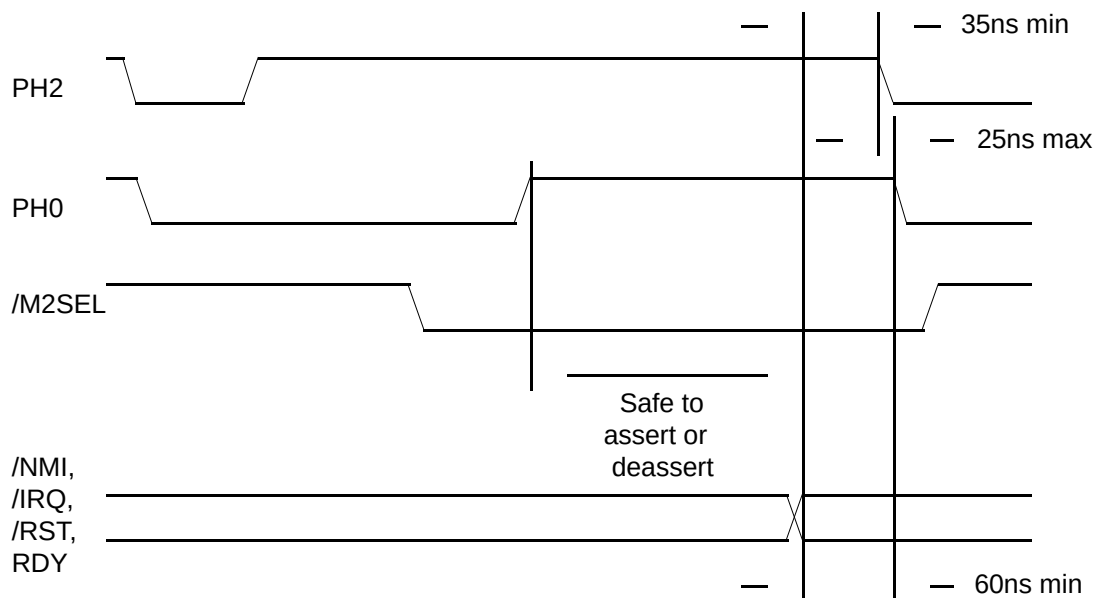 35ns min
PH2
25ns max
PH0
/M2SEL
Safe to
assert or
deassert
/NMI,
/IRQ,
/RST,
RDY
60ns min